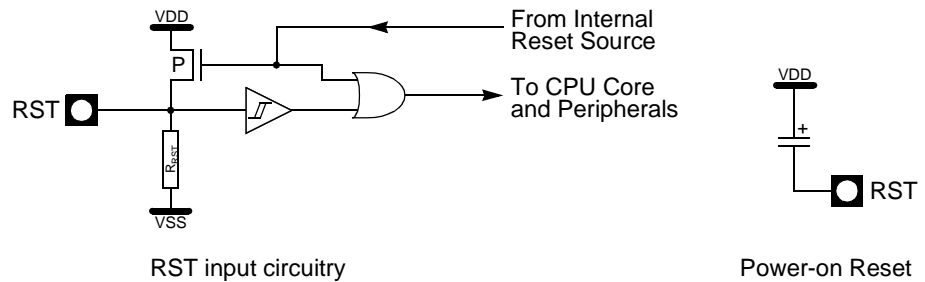 VDD
From Internal
Reset Source
P
To CPU Core
and Peripherals
RST
RRST
VSS
VDD
+
RST
RST input circuitry
Power-on Reset